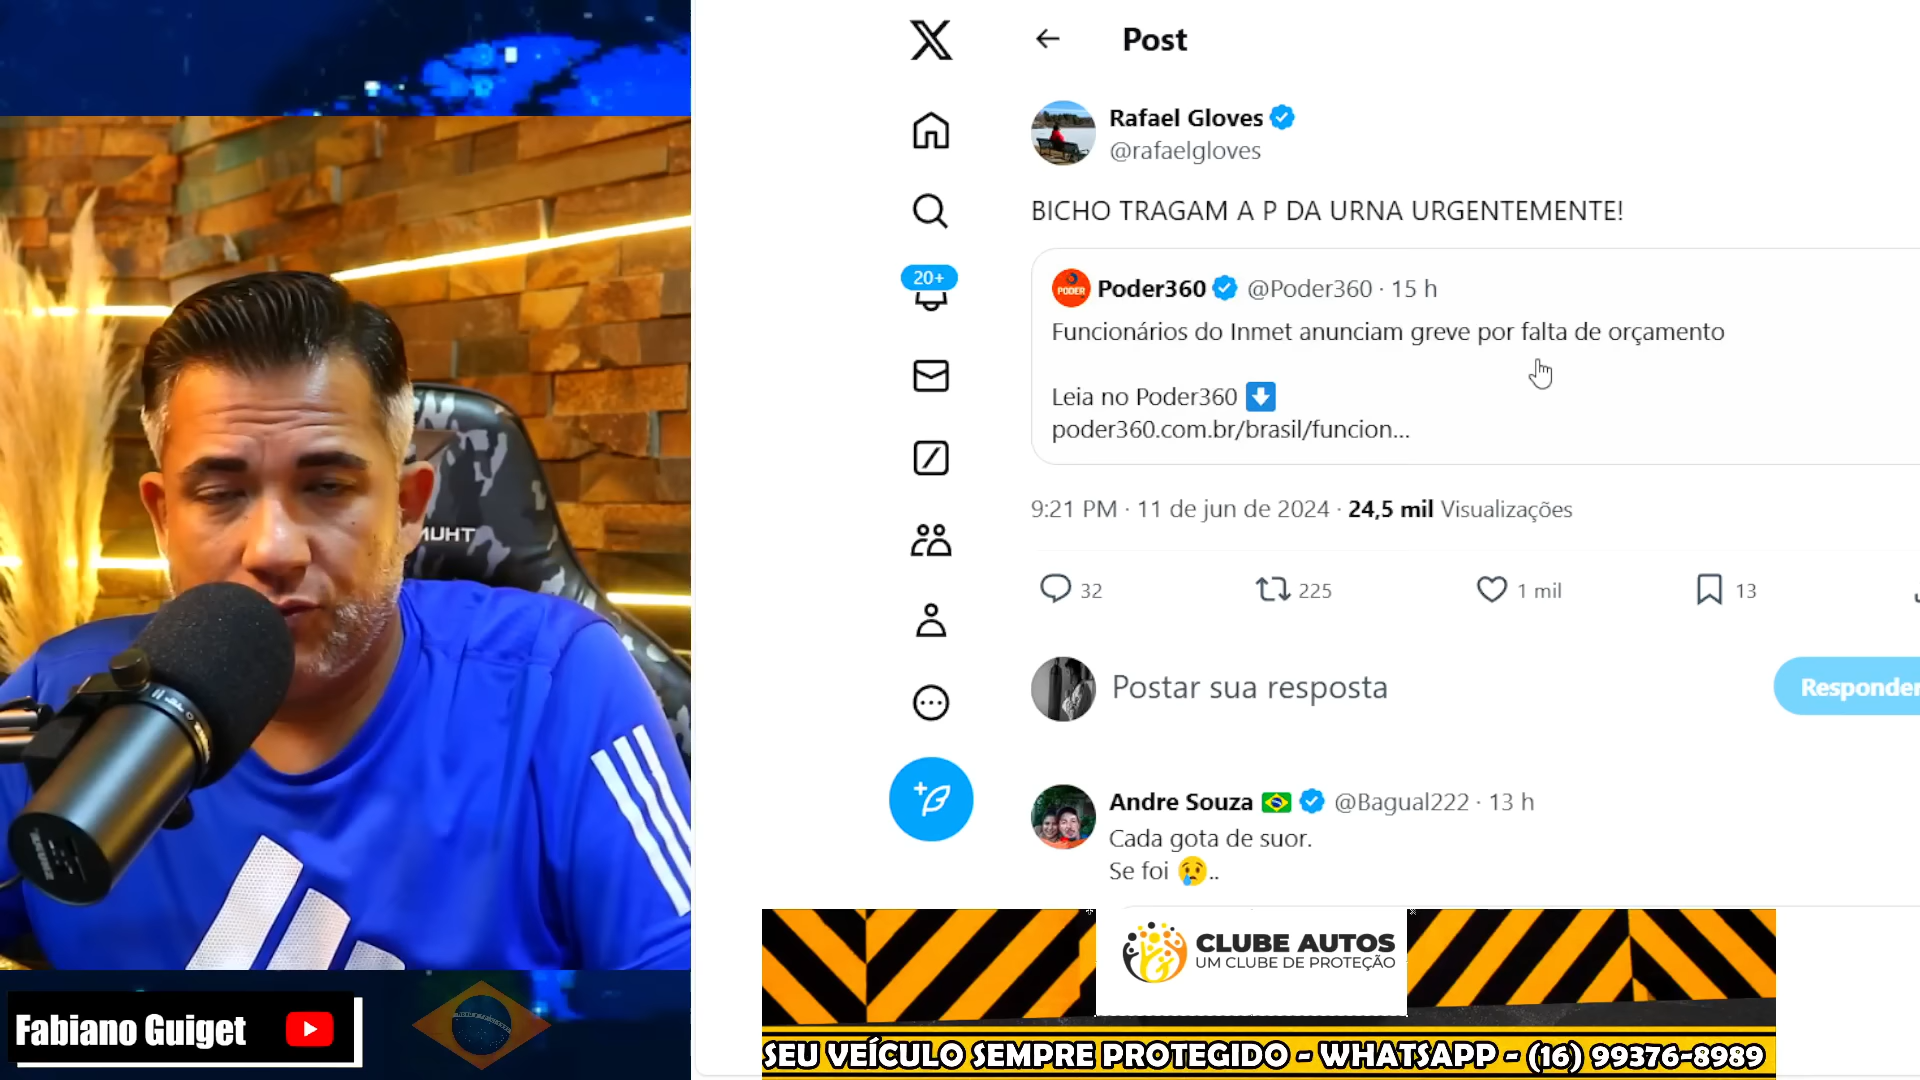 Post
Rafael Gloves
@rafaelgloves
BICHO TRAGAM A P DA URNA URGENTEMENTE!
20+
PODER
Poder360 @Poder360 · 15 h
Funcionários do Inmet anunciam greve por falta de orçamento
Leia no Poder360
poder360.com.br/brasil/funcion...
9:21 PM · 11 de jun de 2024 · 24,5 mil Visualizações
32 225 1 mil 13
Postar sua resposta
Responder
Andre Souza @Bagual222 · 13 h
Cada gota de suor.
Se foi 😢..
CLUBE AUTOS
UM CLUBE DE PROTEÇÃO
SEU VEÍCULO SEMPRE PROTEGIDO - WHATSAPP - (16) 99376-8989
Fabiano Guiget